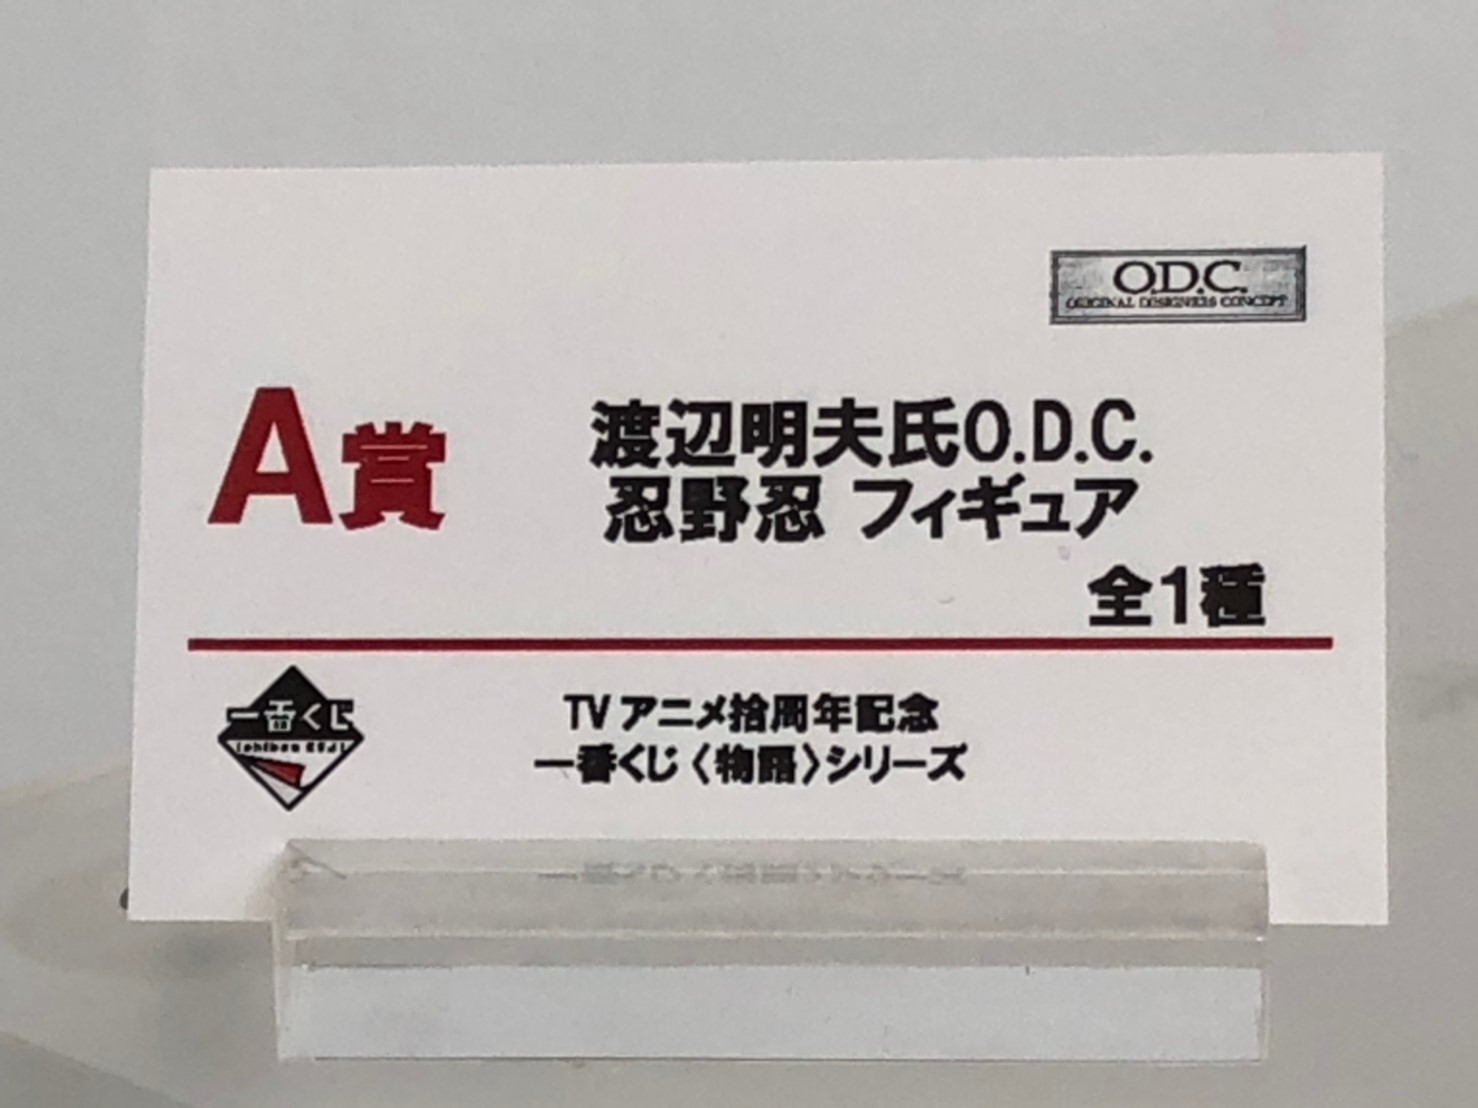 O.D.C.
ORIGINAL DESIGNERS CONCEPT
A賞
渡辺明夫氏O.D.C.
忍野忍 フィギュア
全1種
一番くじ
ichiban KUJI
TVアニメ拾周年記念
一番くじ〈物語〉シリーズ